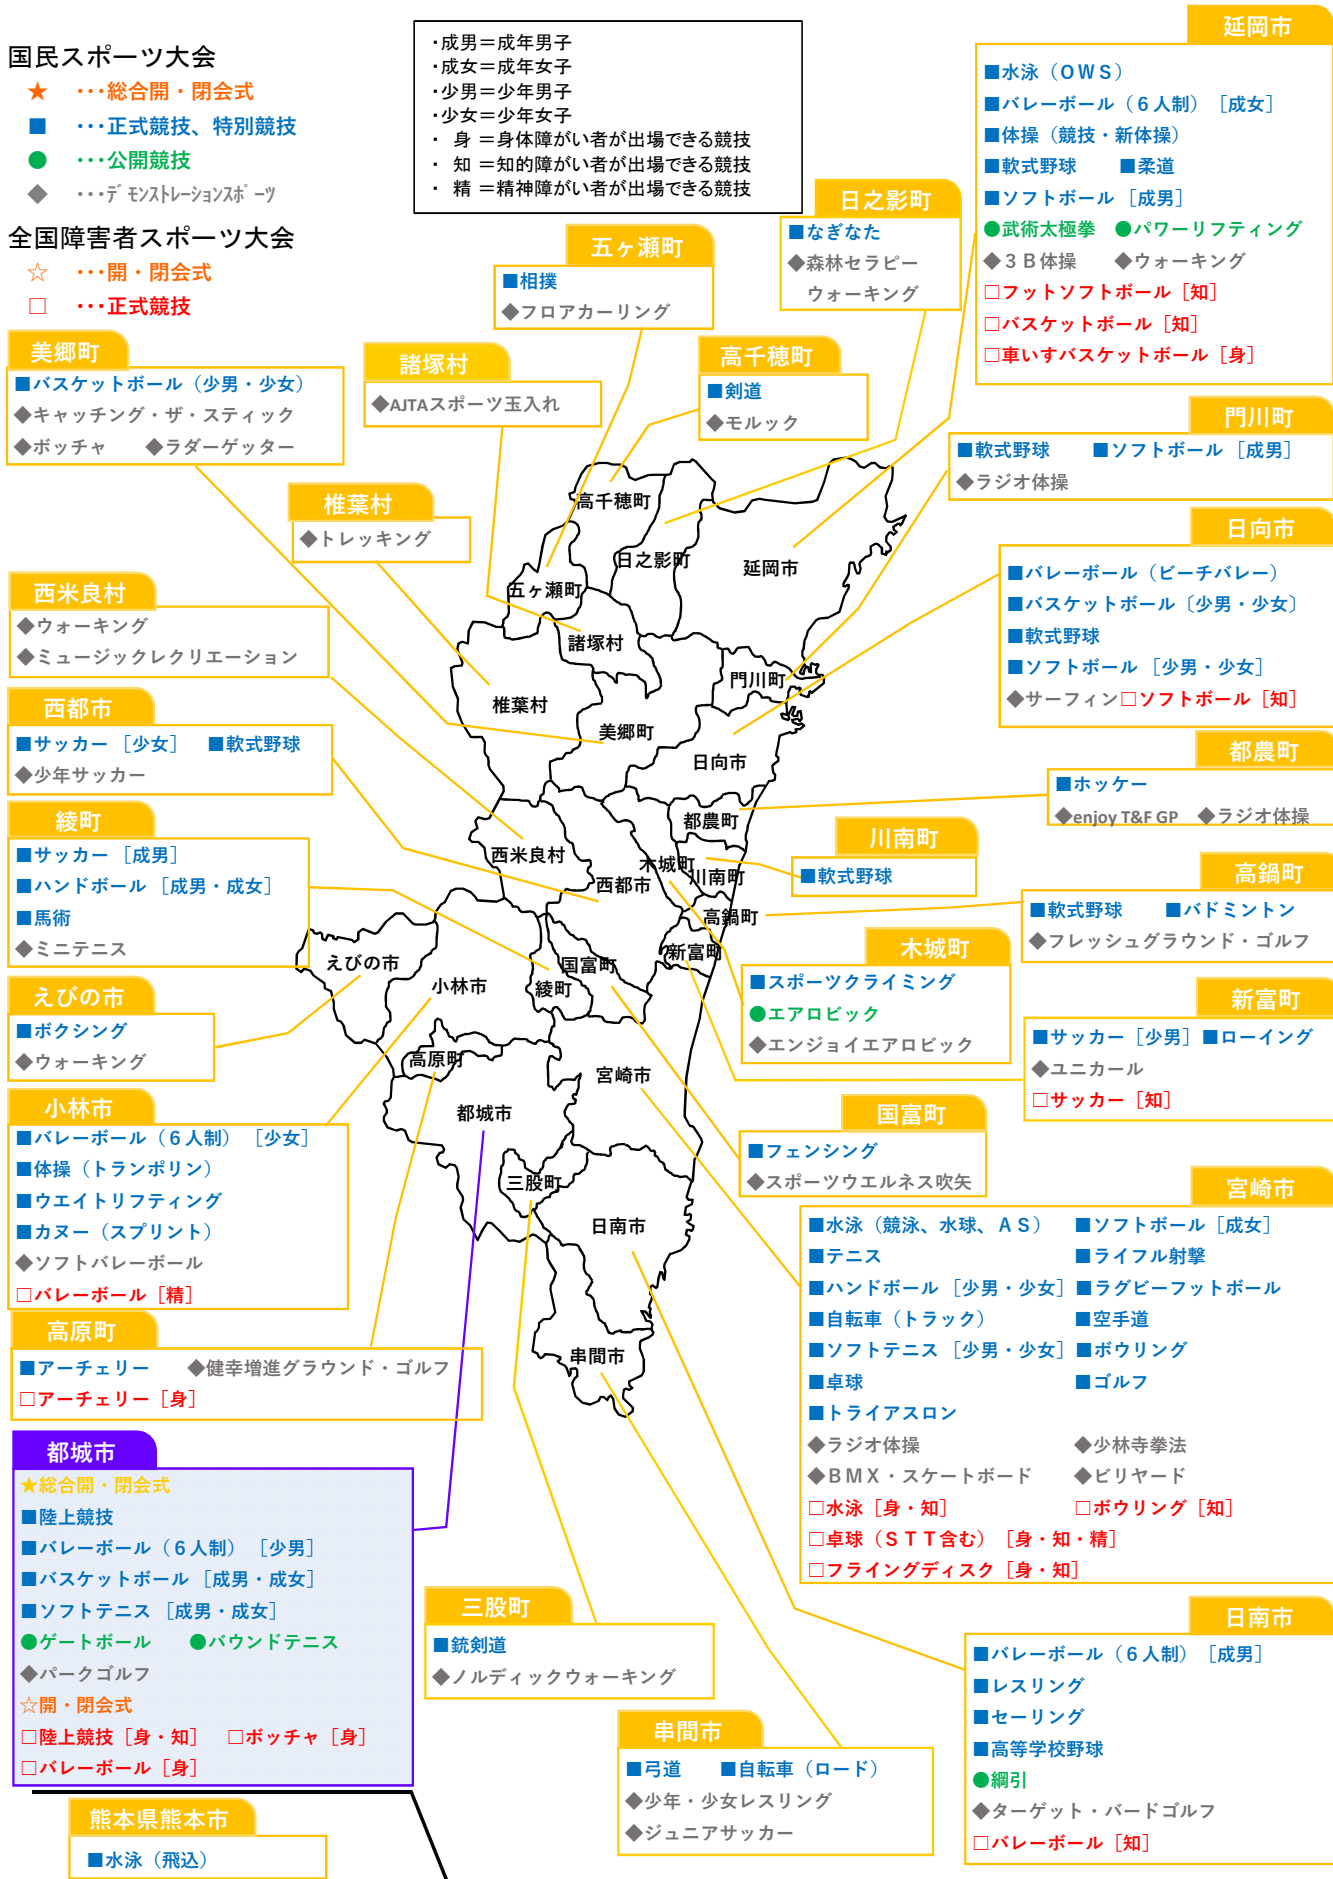 国民スポーツ大会
★ ･･･総合開・閉会式
■ ･･･正式競技、特別競技
● ･･･公開競技
◆ ･･･ﾃﾞﾓﾝｽﾄﾚｰｼｮﾝｽﾎﾟｰﾂ
全国障害者スポーツ大会
☆ ･･･開・閉会式
□ ･･･正式競技
・成男＝成年男子
・成女＝成年女子
・少男＝少年男子
・少女＝少年女子
・ 身 ＝身体障がい者が出場できる競技
・ 知 ＝知的障がい者が出場できる競技
・ 精 ＝精神障がい者が出場できる競技
延岡市
■水泳（ＯＷＳ）
■バレーボール（６人制）［成女］
■体操（競技・新体操）
■軟式野球 ■柔道
■ソフトボール［成男］
●武術太極拳 ●パワーリフティング
◆３Ｂ体操 ◆ウォーキング
□フットソフトボール［知］
□バスケットボール［知］
□車いすバスケットボール［身］
日之影町
■なぎなた
◆森林セラピー
ウォーキング
五ヶ瀬町
■相撲
◆フロアカーリング
高千穂町
■剣道
◆モルック
諸塚村
◆AJTAスポーツ玉入れ
美郷町
■バスケットボール（少男・少女）
◆キャッチング・ザ・スティック
◆ボッチャ ◆ラダーゲッター
門川町
■軟式野球 ■ソフトボール［成男］
◆ラジオ体操
椎葉村
◆トレッキング
日向市
■バレーボール（ビーチバレー）
■バスケットボール〔少男・少女〕
■軟式野球
■ソフトボール［少男・少女］
◆サーフィン□ソフトボール［知］
西米良村
◆ウォーキング
◆ミュージックレクリエーション
西都市
■サッカー［少女］ ■軟式野球
◆少年サッカー
都農町
■ホッケー
◆enjoy T&F GP ◆ラジオ体操
綾町
■サッカー［成男］
■ハンドボール［成男・成女］
■馬術
◆ミニテニス
川南町
■軟式野球
高鍋町
■軟式野球 ■バドミントン
◆フレッシュグラウンド・ゴルフ
木城町
■スポーツクライミング
●エアロビック
◆エンジョイエアロビック
えびの市
■ボクシング
◆ウォーキング
新富町
■サッカー［少男］■ローイング
◆ユニカール
□サッカー［知］
小林市
■バレーボール（６人制）［少女］
■体操（トランポリン）
■ウエイトリフティング
■カヌー（スプリント）
◆ソフトバレーボール
□バレーボール［精］
国富町
■フェンシング
◆スポーツウエルネス吹矢
宮崎市
■水泳（競泳、水球、ＡＳ） ■ソフトボール［成女］
■テニス ■ライフル射撃
■ハンドボール［少男・少女］■ラグビーフットボール
■自転車（トラック） ■空手道
■ソフトテニス［少男・少女］■ボウリング
■卓球 ■ゴルフ
■トライアスロン
◆ラジオ体操 ◆少林寺拳法
◆ＢＭＸ・スケートボード ◆ビリヤード
□水泳［身・知］ □ボウリング［知］
□卓球（ＳＴＴ含む）［身・知・精］
□フライングディスク［身・知］
高原町
■アーチェリー ◆健幸増進グラウンド・ゴルフ
□アーチェリー［身］
都城市
★総合開・閉会式
■陸上競技
■バレーボール（６人制）［少男］
■バスケットボール［成男・成女］
■ソフトテニス［成男・成女］
●ゲートボール ●バウンドテニス
◆パークゴルフ
☆開・閉会式
□陸上競技［身・知］ □ボッチャ［身］
□バレーボール［身］
三股町
■銃剣道
◆ノルディックウォーキング
日南市
■バレーボール（６人制）［成男］
■レスリング
■セーリング
■高等学校野球
●綱引
◆ターゲット・バードゴルフ
□バレーボール［知］
串間市
■弓道 ■自転車（ロード）
◆少年・少女レスリング
◆ジュニアサッカー
熊本県熊本市
■水泳（飛込）
高千穂町
日之影町
延岡市
五ヶ瀬町
諸塚村
門川町
椎葉村
美郷町
日向市
都農町
西米良村
木城町
川南町
西都市
高鍋町
新富町
国富町
えびの市
小林市
綾町
高原町
宮崎市
都城市
三股町
日南市
串間市